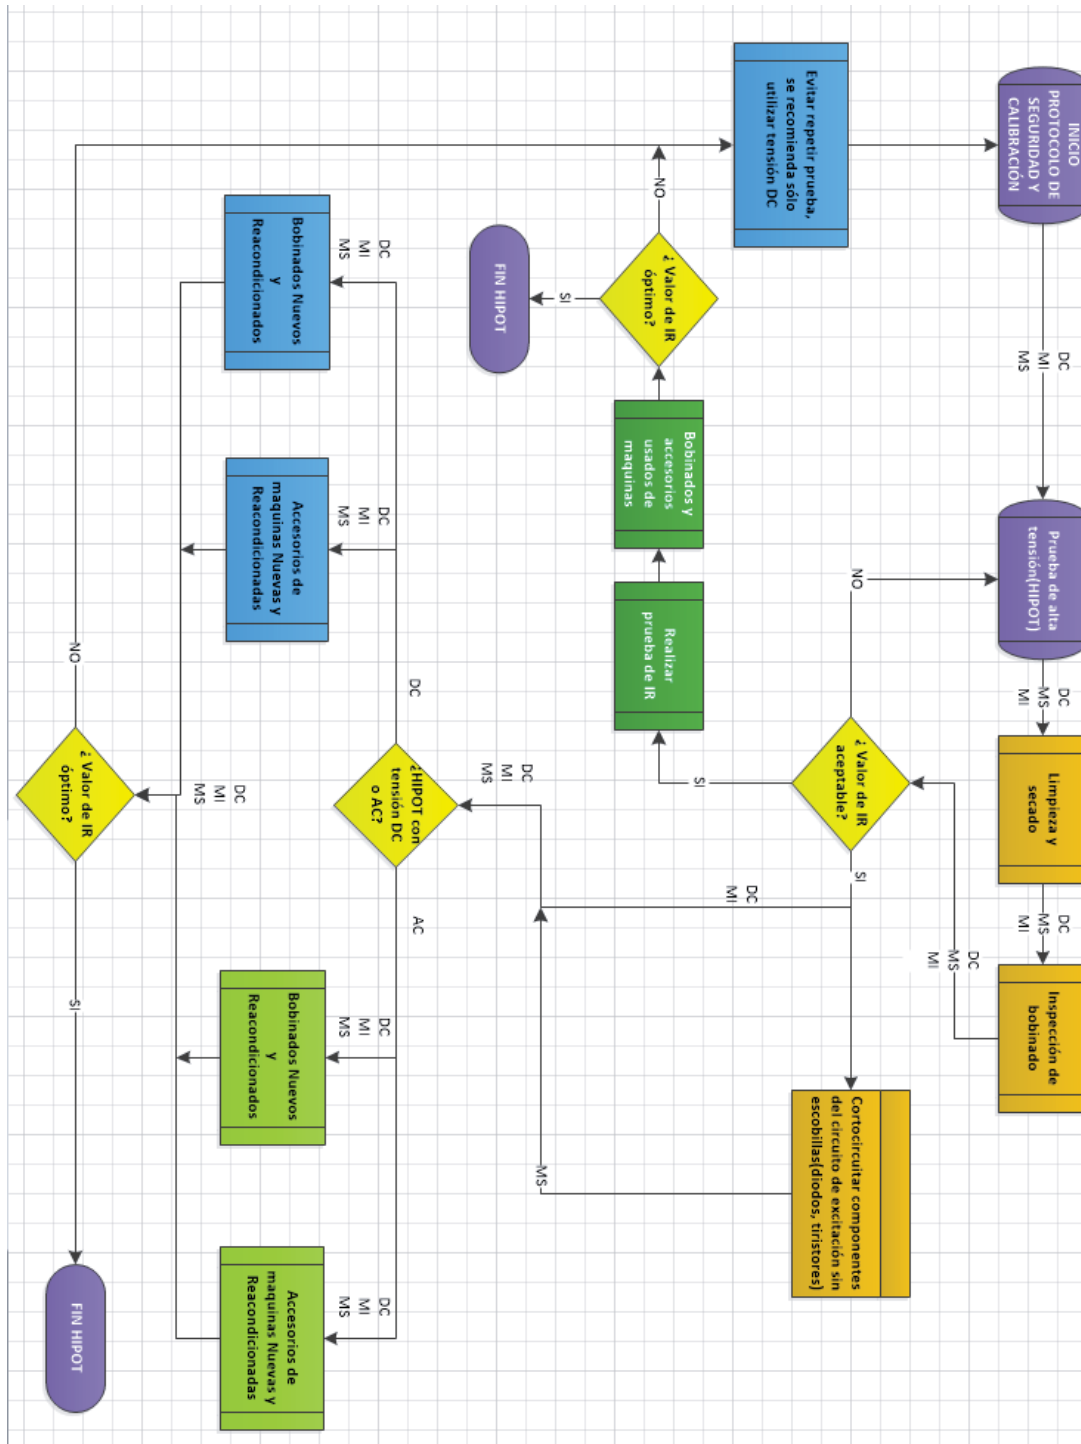 INICIO
PROTOCOLO DE
SEGURIDAD Y
CALIBRACIÓN
DC
MI
MS
Prueba de alta
tensión(HIPOT)
DC
MS
MI
Limpieza y
secado
DC
MS
MI
Inspección de
bobinado
DC
MS
MI
Evitar repetir prueba,
se recomienda sólo
utilizar tensión DC
NO
¿ Valor de IR
aceptable?
SI
SI
Cortocircuitar componentes
del circuito de excitación sin
escobillas(diodos, tiristores)
DC
MI
MS
NO
¿ Valor de IR
óptimo?
SI
FIN HIPOT
Bobinados y
accesorios
usados de
maquinas
Realizar
prueba de IR
DC
MI
MS
¿HIPOT con
tensión DC
o AC?
DC
AC
DC
MI
MS
Bobinados Nuevos
y
Reacondicionados
DC
MI
MS
Accesorios de
maquinas Nuevas y
Reacondicionadas
DC
MI
MS
Bobinados Nuevos
y
Reacondicionados
DC
MI
MS
Accesorios de
maquinas Nuevas y
Reacondicionadas
DC
MI
MS
NO
¿ Valor de IR
óptimo?
SI
FIN HIPOT